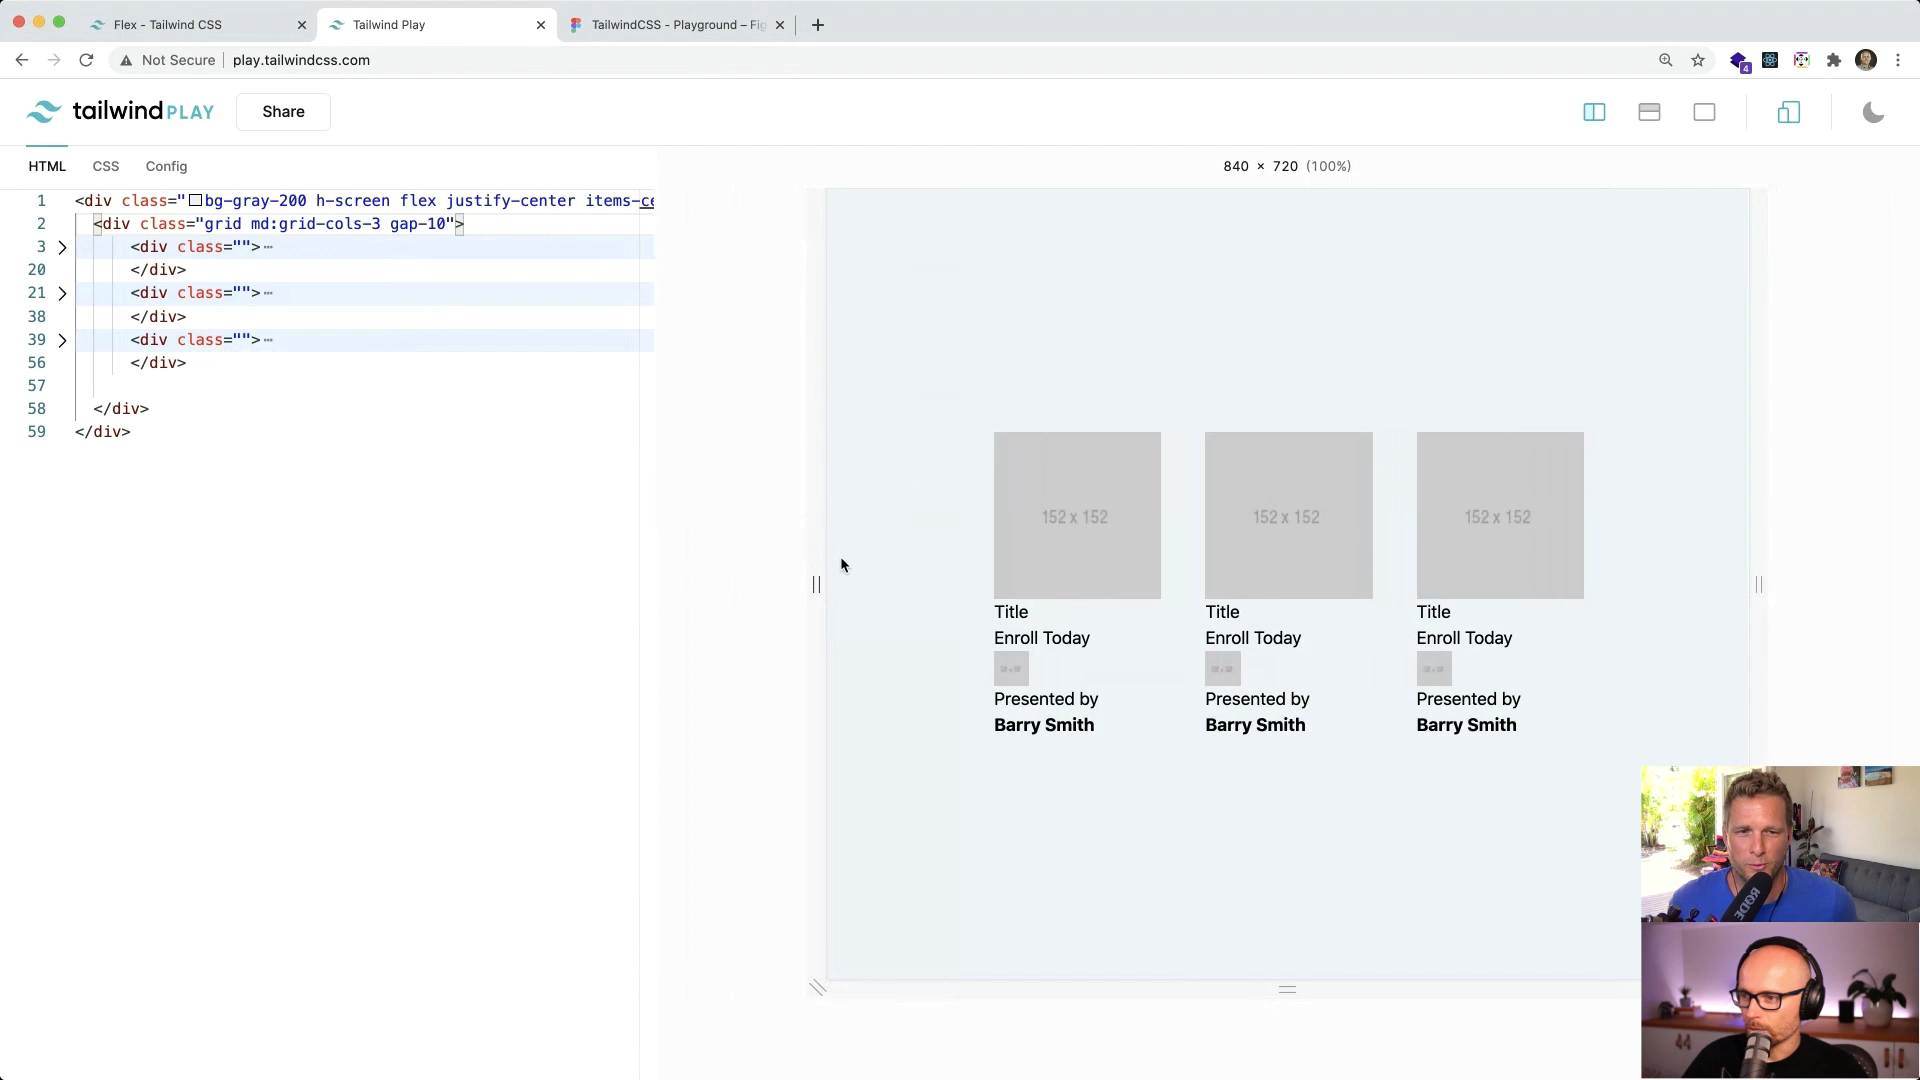 Flex - Tailwind CSS
Tailwind Play
TailwindCSS - Playground – Fig
Not Secure
play.tailwindcss.com
4
tailwind PLAY
Share
HTML
CSS
Config
840 × 720 (100%)
1 <div class="bg-gray-200 h-screen flex justify-center items-ce
2 <div class="grid md:grid-cols-3 gap-10">
3 <div class="">…
20 </div>
21 <div class="">…
38 </div>
39 <div class="">…
56 </div>
57
58 </div>
59 </div>
152 x 152
152 x 152
152 x 152
Title
Title
Title
Enroll Today
Enroll Today
Enroll Today
Presented by
Presented by
Presented by
Barry Smith
Barry Smith
Barry Smith
RØDE